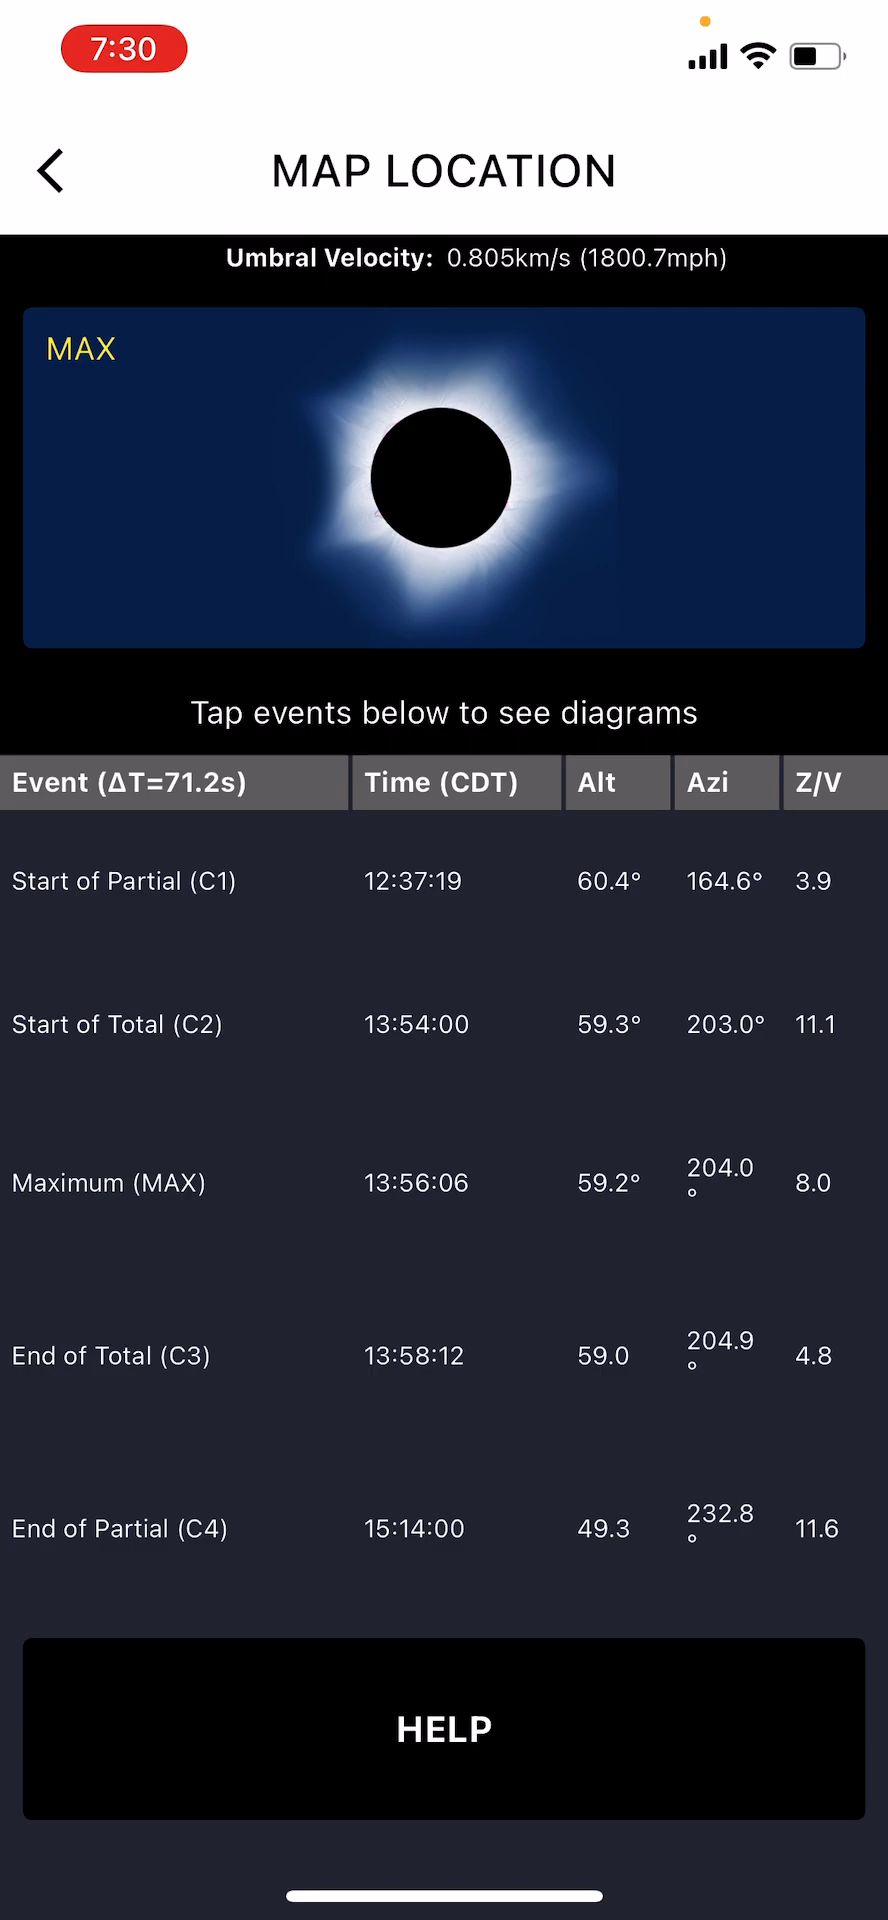 7:30
MAP LOCATION
Umbral Velocity: 0.805km/s (1800.7mph)
MAX
Tap events below to see diagrams
Event (ΔT=71.2s) Time (CDT) Alt Azi Z/V
Start of Partial (C1) 12:37:19 60.4° 164.6° 3.9
Start of Total (C2) 13:54:00 59.3° 203.0° 11.1
Maximum (MAX) 13:56:06 59.2° 204.0° 8.0
End of Total (C3) 13:58:12 59.0 204.9° 4.8
End of Partial (C4) 15:14:00 49.3 232.8° 11.6
HELP